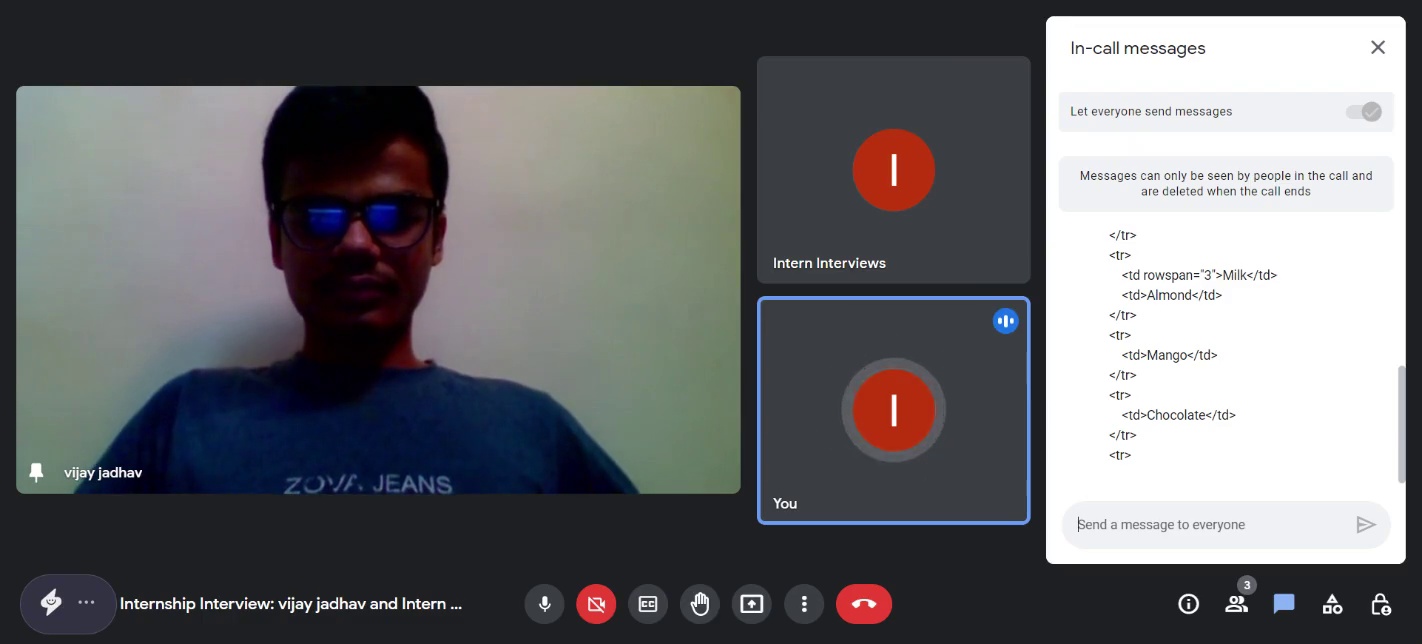 vijay jadhav
ZOVA JEANS
I
Intern Interviews
I
You
In-call messages
Let everyone send messages
Messages can only be seen by people in the call and
are deleted when the call ends
</tr>
<tr>
<td rowspan="3">Milk</td>
<td>Almond</td>
</tr>
<tr>
<td>Mango</td>
</tr>
<tr>
<td>Chocolate</td>
</tr>
<tr>
Send a message to everyone
Internship Interview: vijay jadhav and Intern ...
CC
3